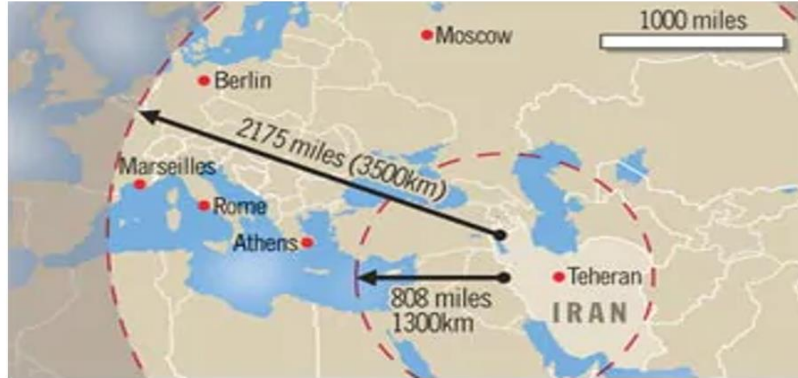 1000 miles
Moscow
Berlin
2175 miles (3500km)
Marseilles
Rome
Athens
Teheran
808 miles
1300km
IRAN